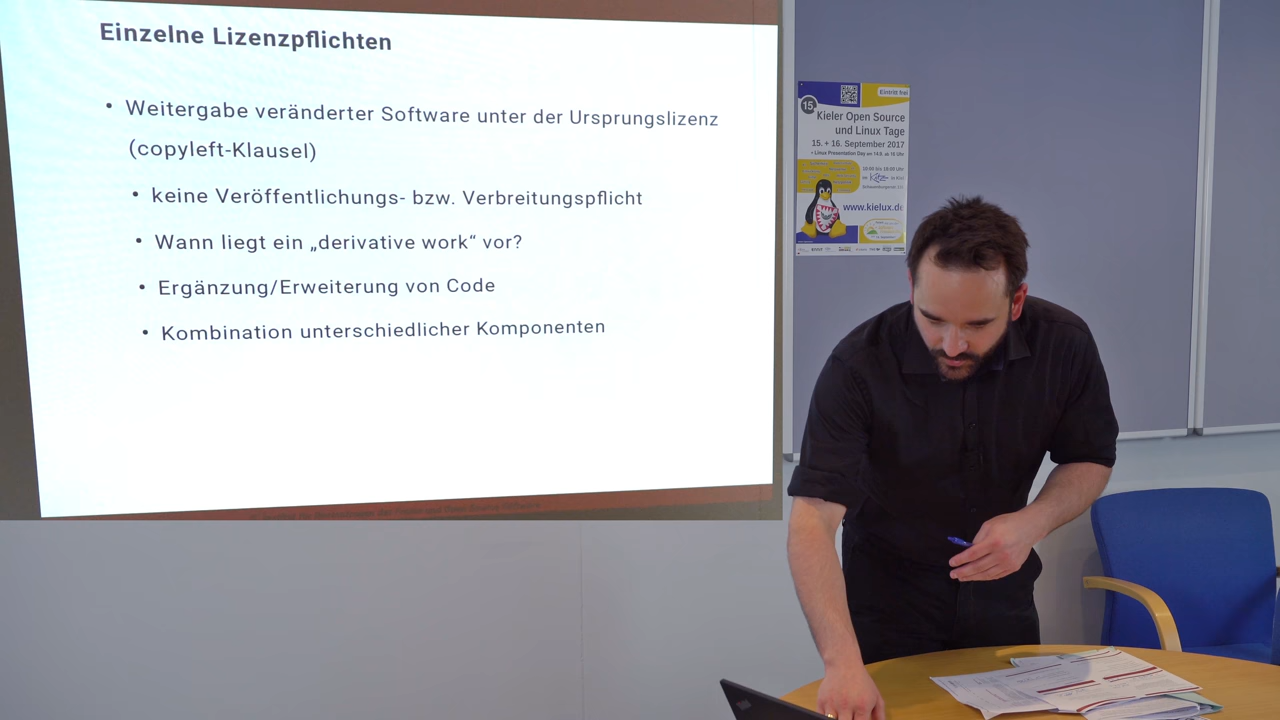 Einzelne Lizenzpflichten
• Weitergabe veränderter Software unter der Ursprungslizenz
(copyleft-Klausel)
• keine Veröffentlichungs- bzw. Verbreitungspflicht
• Wann liegt ein „derivative work“ vor?
• Ergänzung/Erweiterung von Code
• Kombination unterschiedlicher Komponenten
Eintritt frei
15.
Kieler Open Source
und Linux Tage
15. + 16. September 2017
www.kielux.de